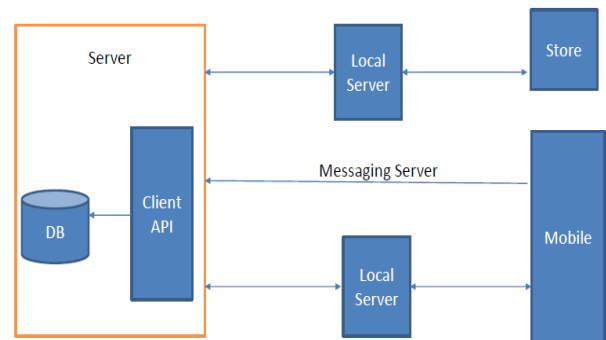 Server
Local
Server
Store
Messaging Server
Client
API
DB
Mobile
Local
Server